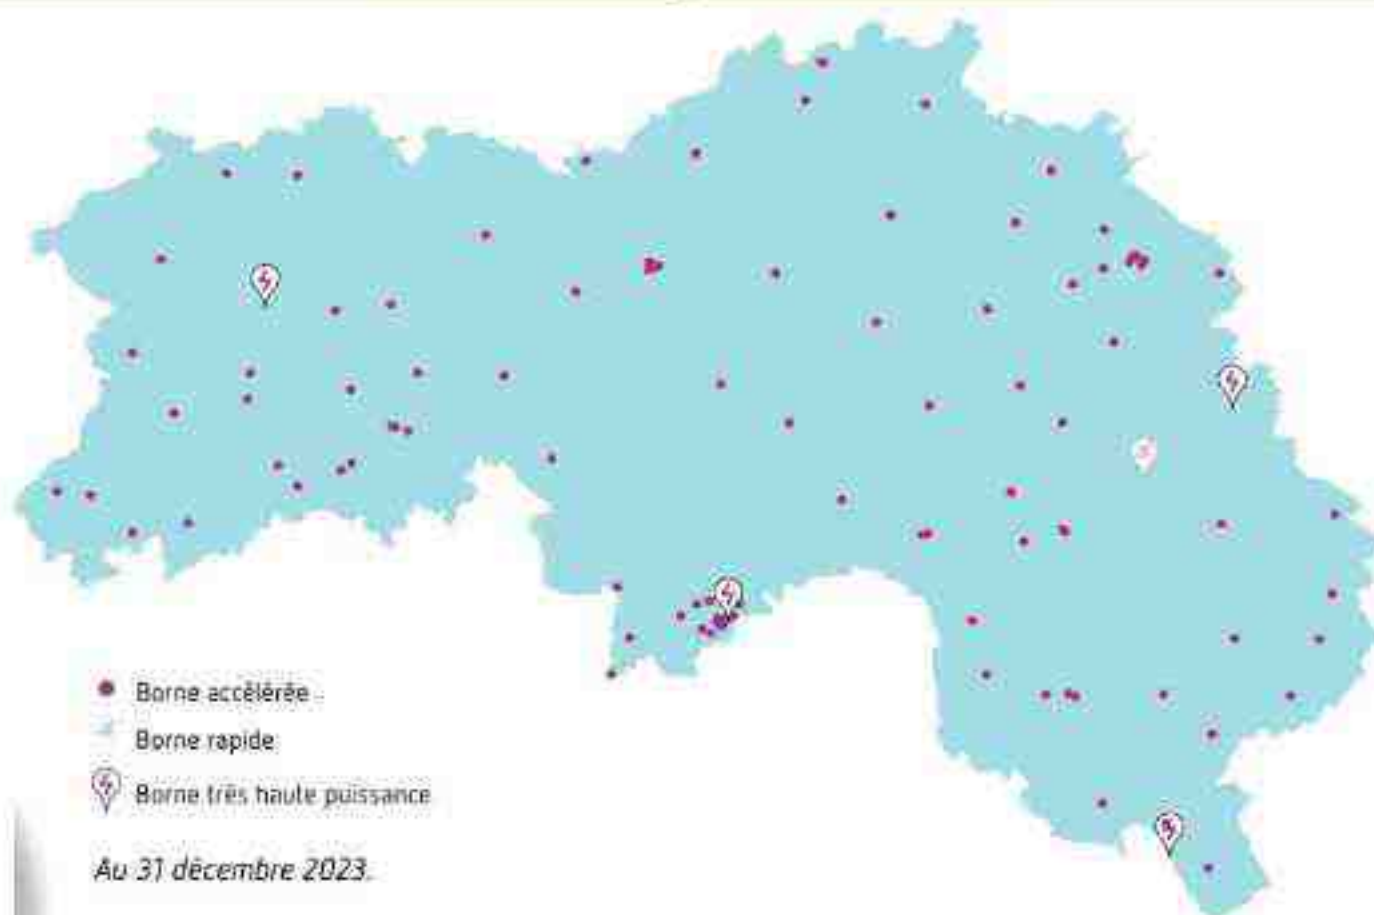 Borne accélérée
Borne rapide
Borne très haute puissance
Au 31 décembre 2023.